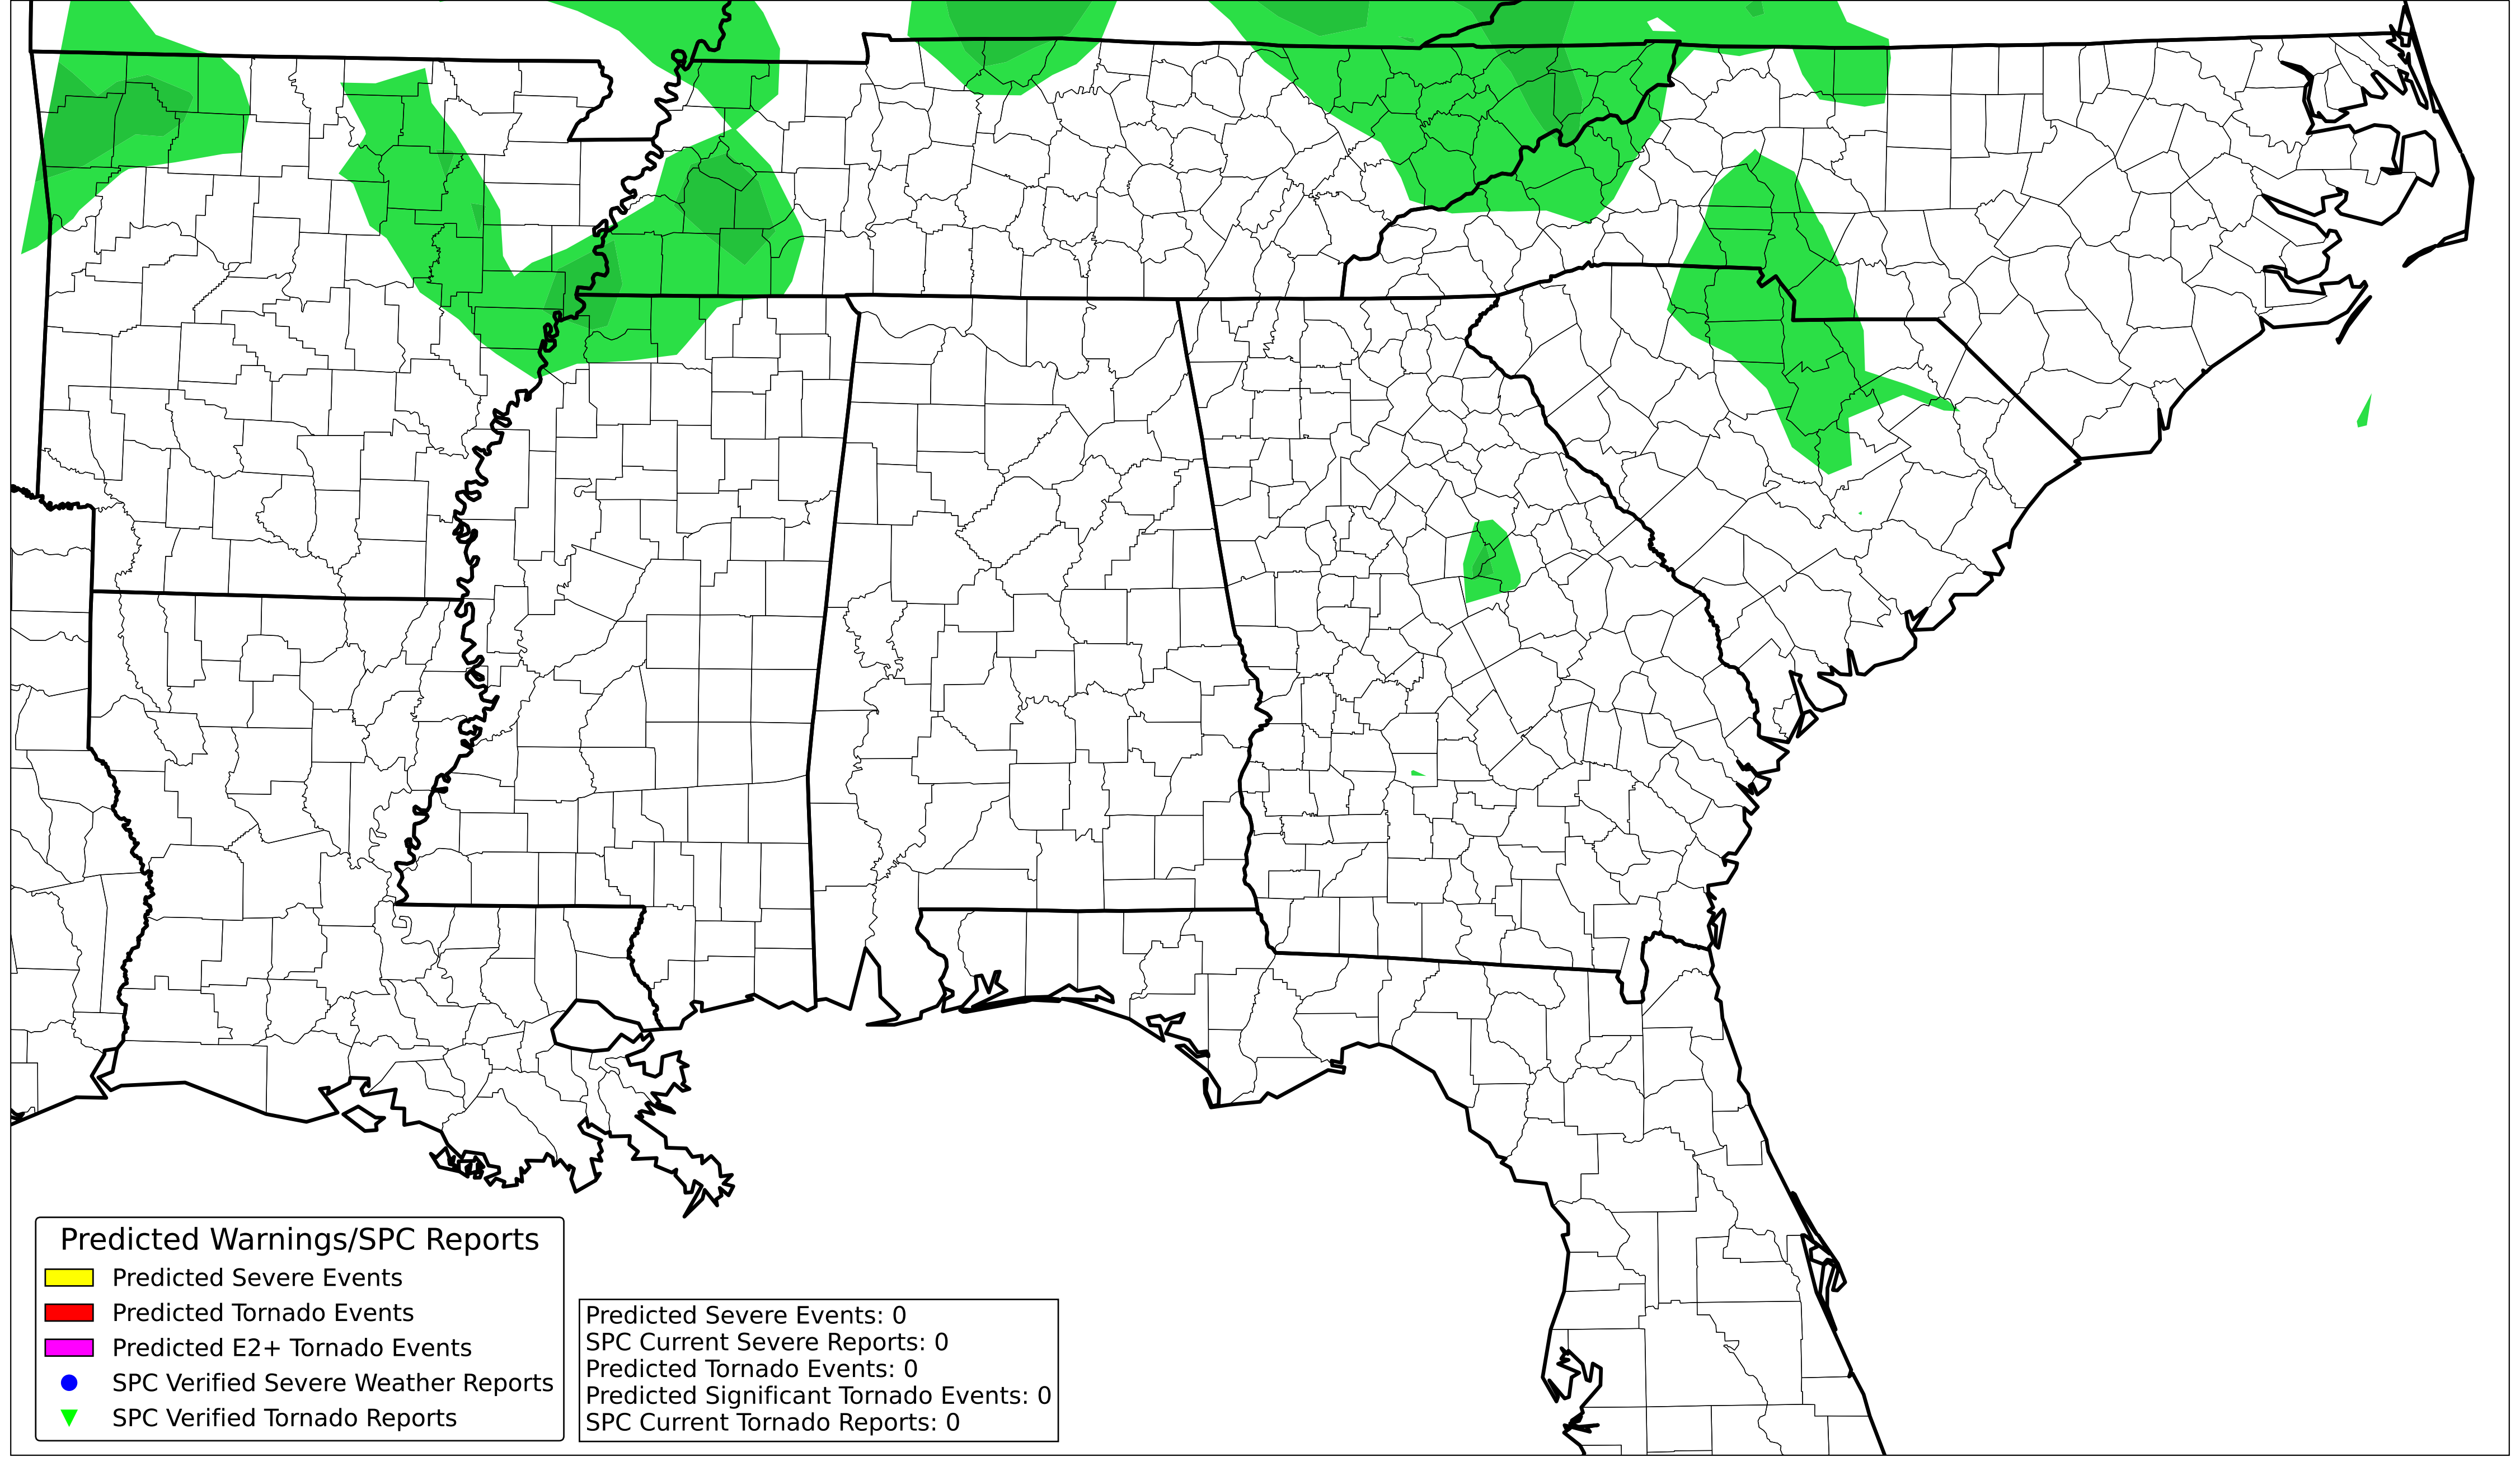 Predicted Warnings/SPC Reports
Predicted Severe Events
Predicted Tornado Events
Predicted E2+ Tornado Events
SPC Verified Severe Weather Reports
SPC Verified Tornado Reports
Predicted Severe Events: 0
SPC Current Severe Reports: 0
Predicted Tornado Events: 0
Predicted Significant Tornado Events: 0
SPC Current Tornado Reports: 0